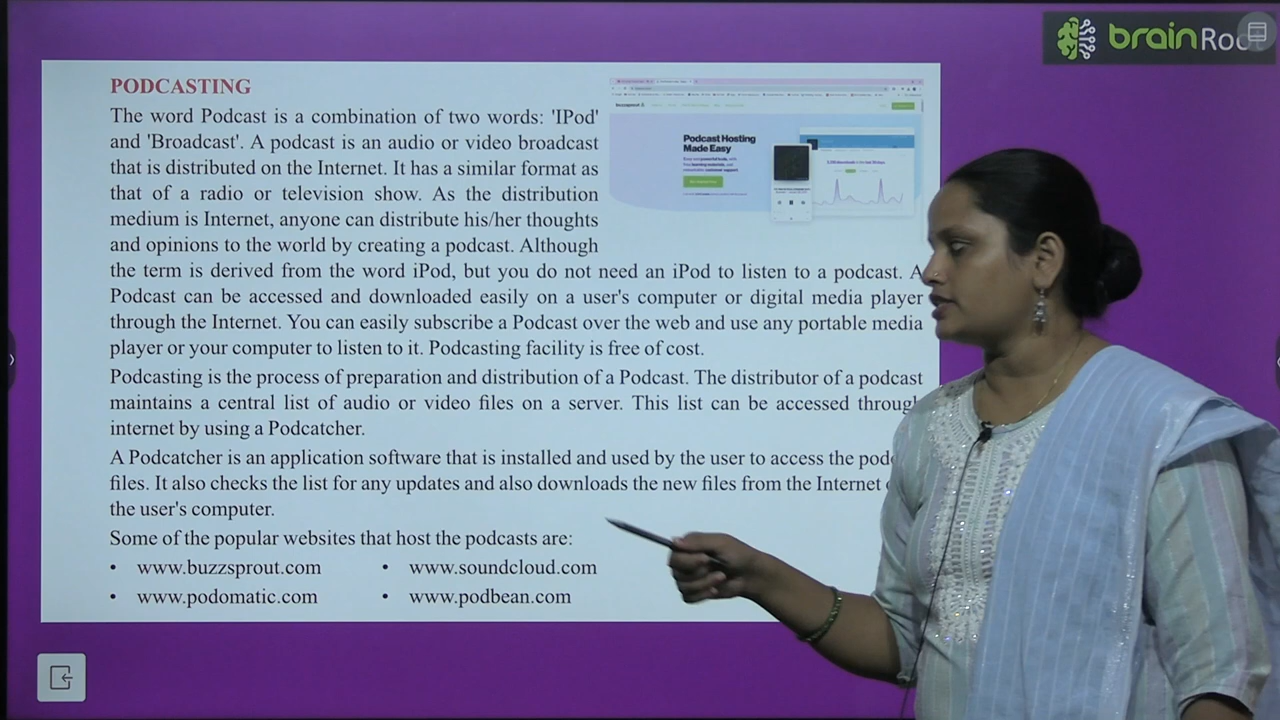 brainRoo
PODCASTING
The word Podcast is a combination of two words: 'IPod'
and 'Broadcast'. A podcast is an audio or video broadcast
that is distributed on the Internet. It has a similar format as
that of a radio or television show. As the distribution
medium is Internet, anyone can distribute his/her thoughts
and opinions to the world by creating a podcast. Although
the term is derived from the word iPod, but you do not need an iPod to listen to a podcast. A
Podcast can be accessed and downloaded easily on a user's computer or digital media player
through the Internet. You can easily subscribe a Podcast over the web and use any portable media
player or your computer to listen to it. Podcasting facility is free of cost.
Podcast Hosting
Made Easy
Podcasting is the process of preparation and distribution of a Podcast. The distributor of a podcast
maintains a central list of audio or video files on a server. This list can be accessed through
internet by using a Podcatcher.
A Podcatcher is an application software that is installed and used by the user to access the
files. It also checks the list for any updates and also downloads the new files from the Internet
the user's computer.
Some of the popular websites that host the podcasts are:
• www.buzzsprout.com • www.soundcloud.com
• www.podomatic.com • www.podbean.com